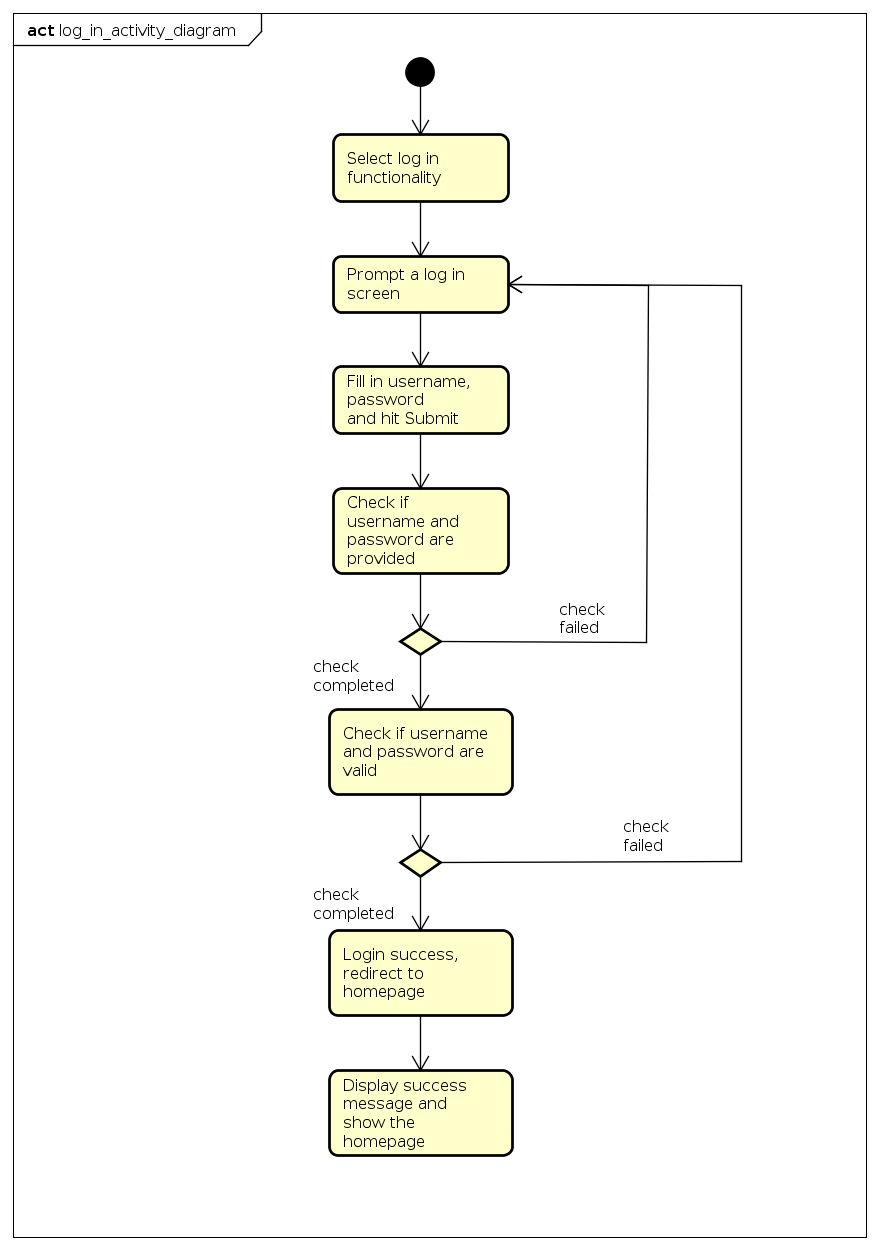 act log_in_activity_diagram
Select log in
functionality
Prompt a log in
screen
Fill in username,
password
and hit Submit
Check if
username and
password are
provided
check
failed
check
completed
Check if username
and password are
valid
check
failed
check
completed
Login success,
redirect to
homepage
Display success
message and
show the
homepage